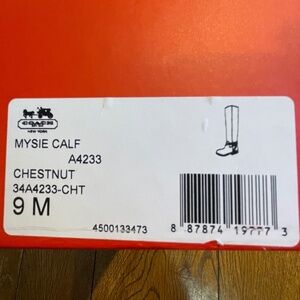 COACH
NEW YORK
MYSIE CALF
A4233
CHESTNUT
34A4233-CHT
9 M
4500133473
8 87874 19777 3